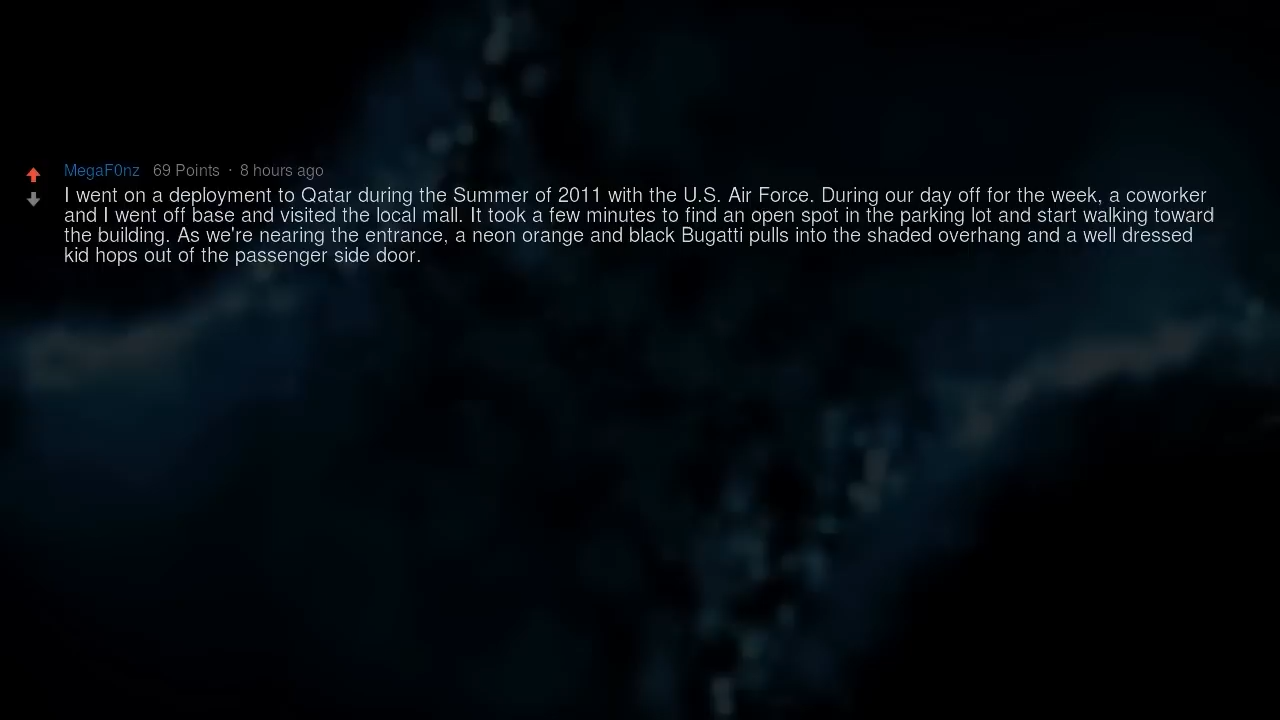 MegaF0nz 69 Points · 8 hours ago
I went on a deployment to Qatar during the Summer of 2011 with the U.S. Air Force. During our day off for the week, a coworker
and I went off base and visited the local mall. It took a few minutes to find an open spot in the parking lot and start walking toward
the building. As we're nearing the entrance, a neon orange and black Bugatti pulls into the shaded overhang and a well dressed
kid hops out of the passenger side door.